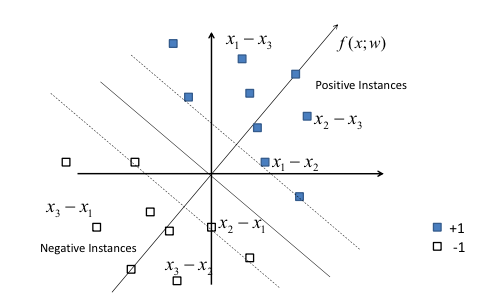 x₁ − x₃
f(x;w)
Positive Instances
x₂ − x₃
x₁ − x₂
x₃ − x₁
x₂ − x₁
Negative Instances
x₃ − x₂
+1
-1